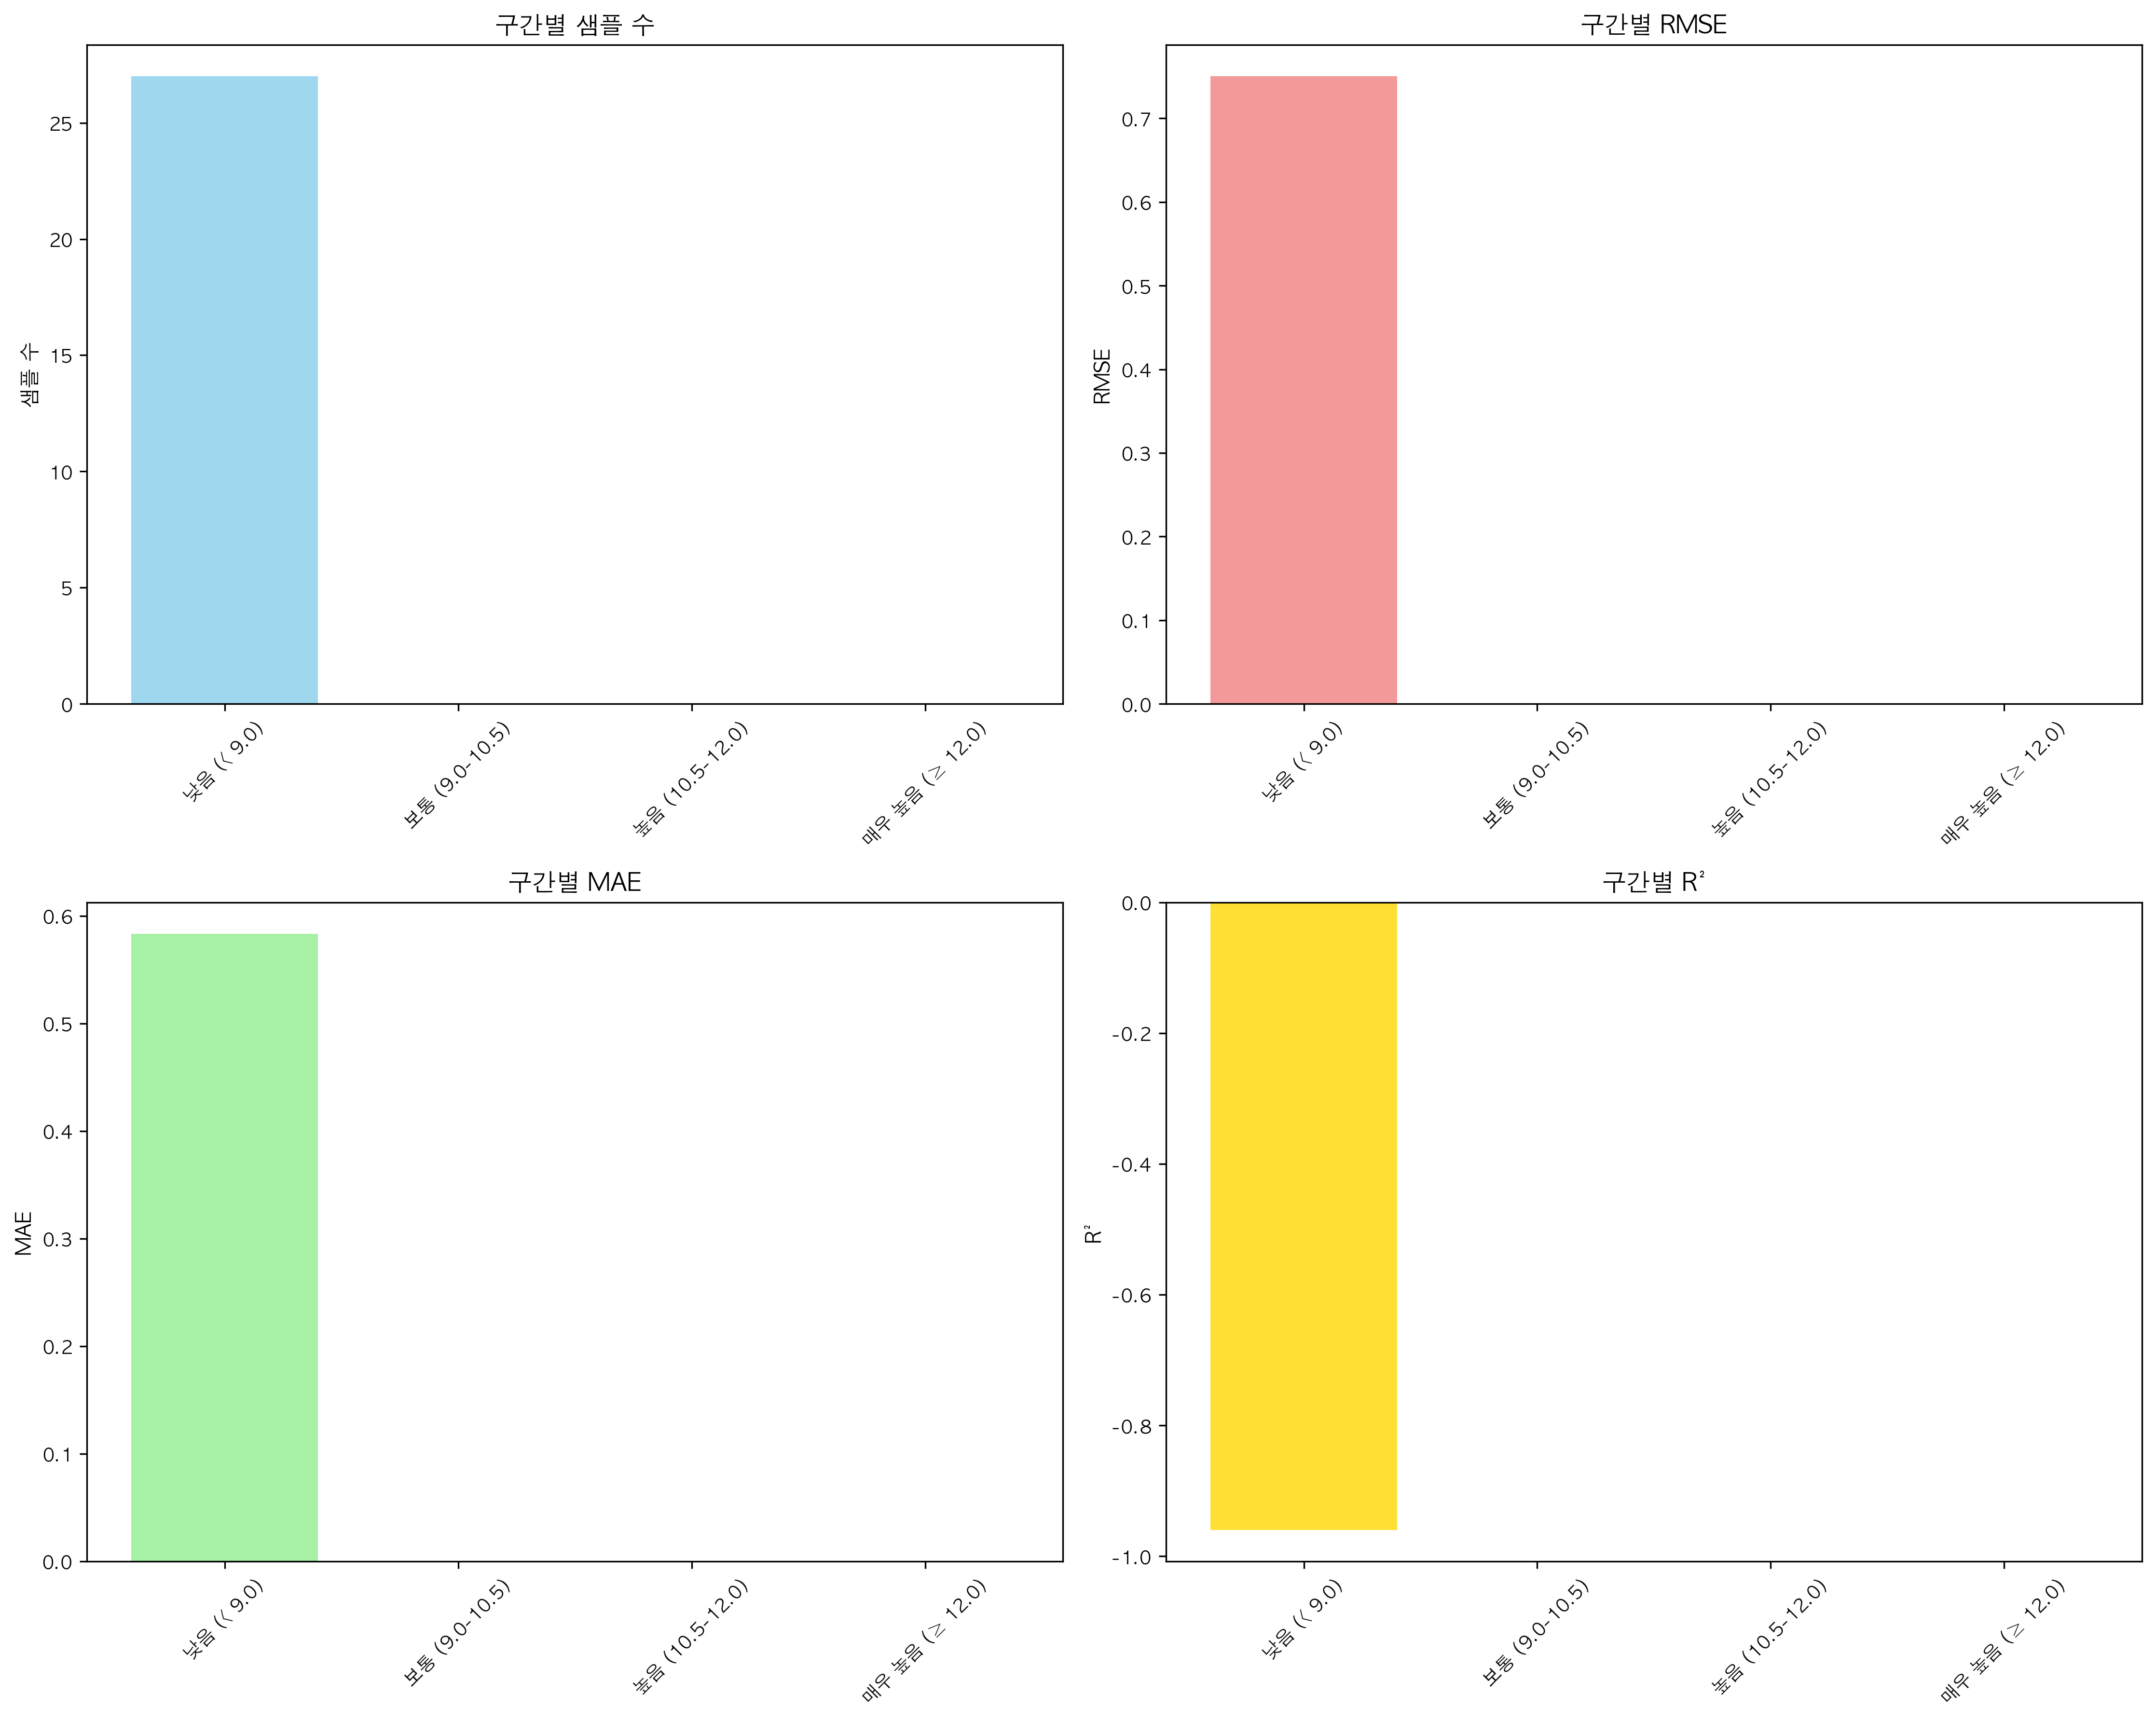 구간별 샘플 수
샘플 수
25
20
15
10
5
0
낮음 (< 9.0)
보통 (9.0-10.5)
높음 (10.5-12.0)
매우 높음 (≥ 12.0)
구간별 RMSE
RMSE
0.7
0.6
0.5
0.4
0.3
0.2
0.1
0.0
낮음 (< 9.0)
보통 (9.0-10.5)
높음 (10.5-12.0)
매우 높음 (≥ 12.0)
구간별 MAE
MAE
0.6
0.5
0.4
0.3
0.2
0.1
0.0
낮음 (< 9.0)
보통 (9.0-10.5)
높음 (10.5-12.0)
매우 높음 (≥ 12.0)
구간별 R²
R²
0.0
-0.2
-0.4
-0.6
-0.8
-1.0
낮음 (< 9.0)
보통 (9.0-10.5)
높음 (10.5-12.0)
매우 높음 (≥ 12.0)